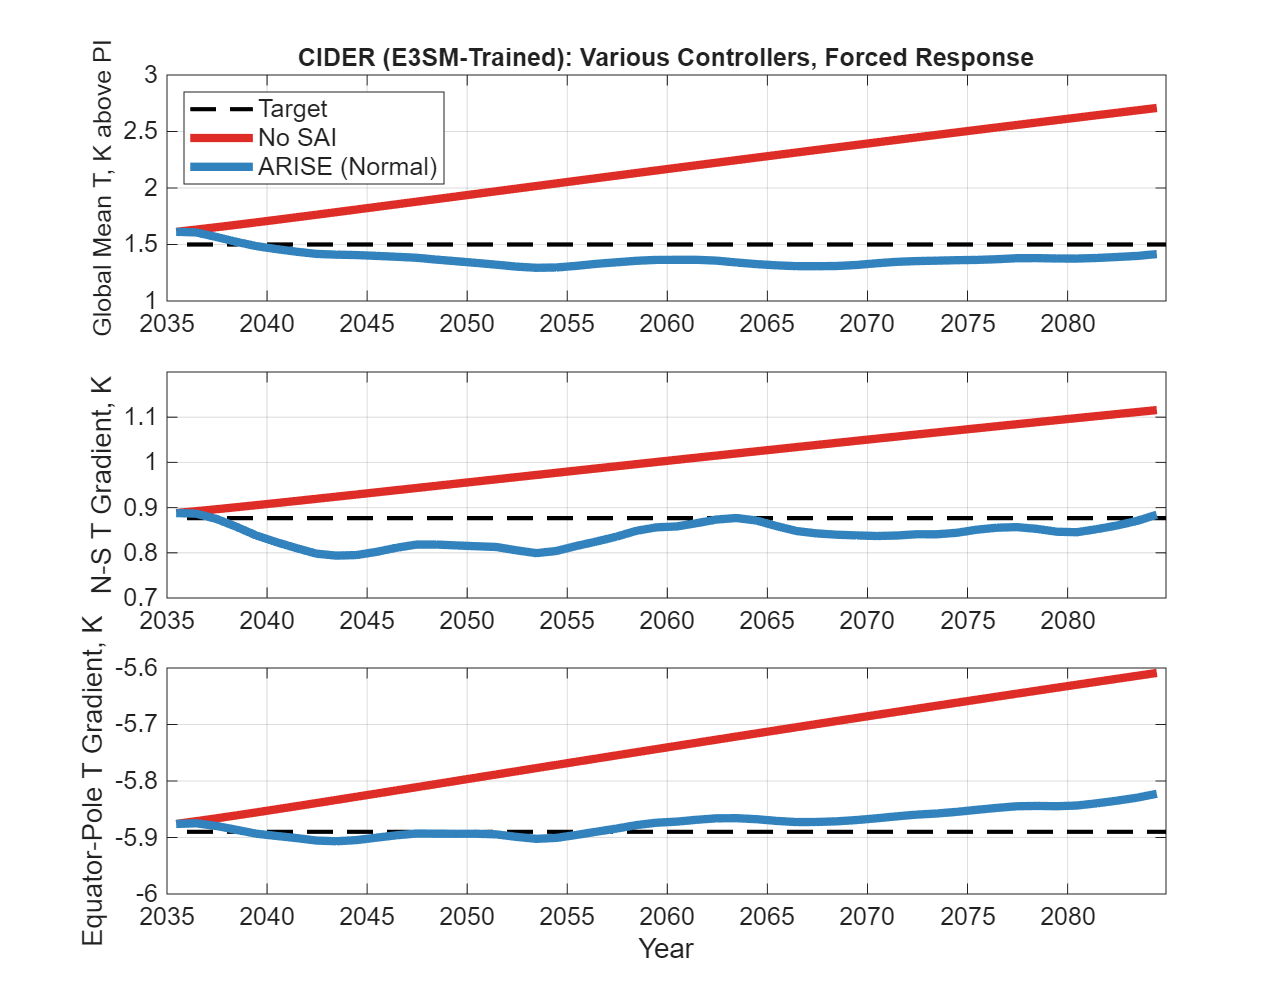 CIDER (E3SM-Trained): Various Controllers, Forced Response
Global Mean T, K above PI
3
2.5
2
1.5
1
Target
No SAI
ARISE (Normal)
2035 2040 2045 2050 2055 2060 2065 2070 2075 2080
N-S T Gradient, K
1.1
1
0.9
0.8
0.7
2035 2040 2045 2050 2055 2060 2065 2070 2075 2080
Equator-Pole T Gradient, K
-5.6
-5.7
-5.8
-5.9
-6
2035 2040 2045 2050 2055 2060 2065 2070 2075 2080
Year